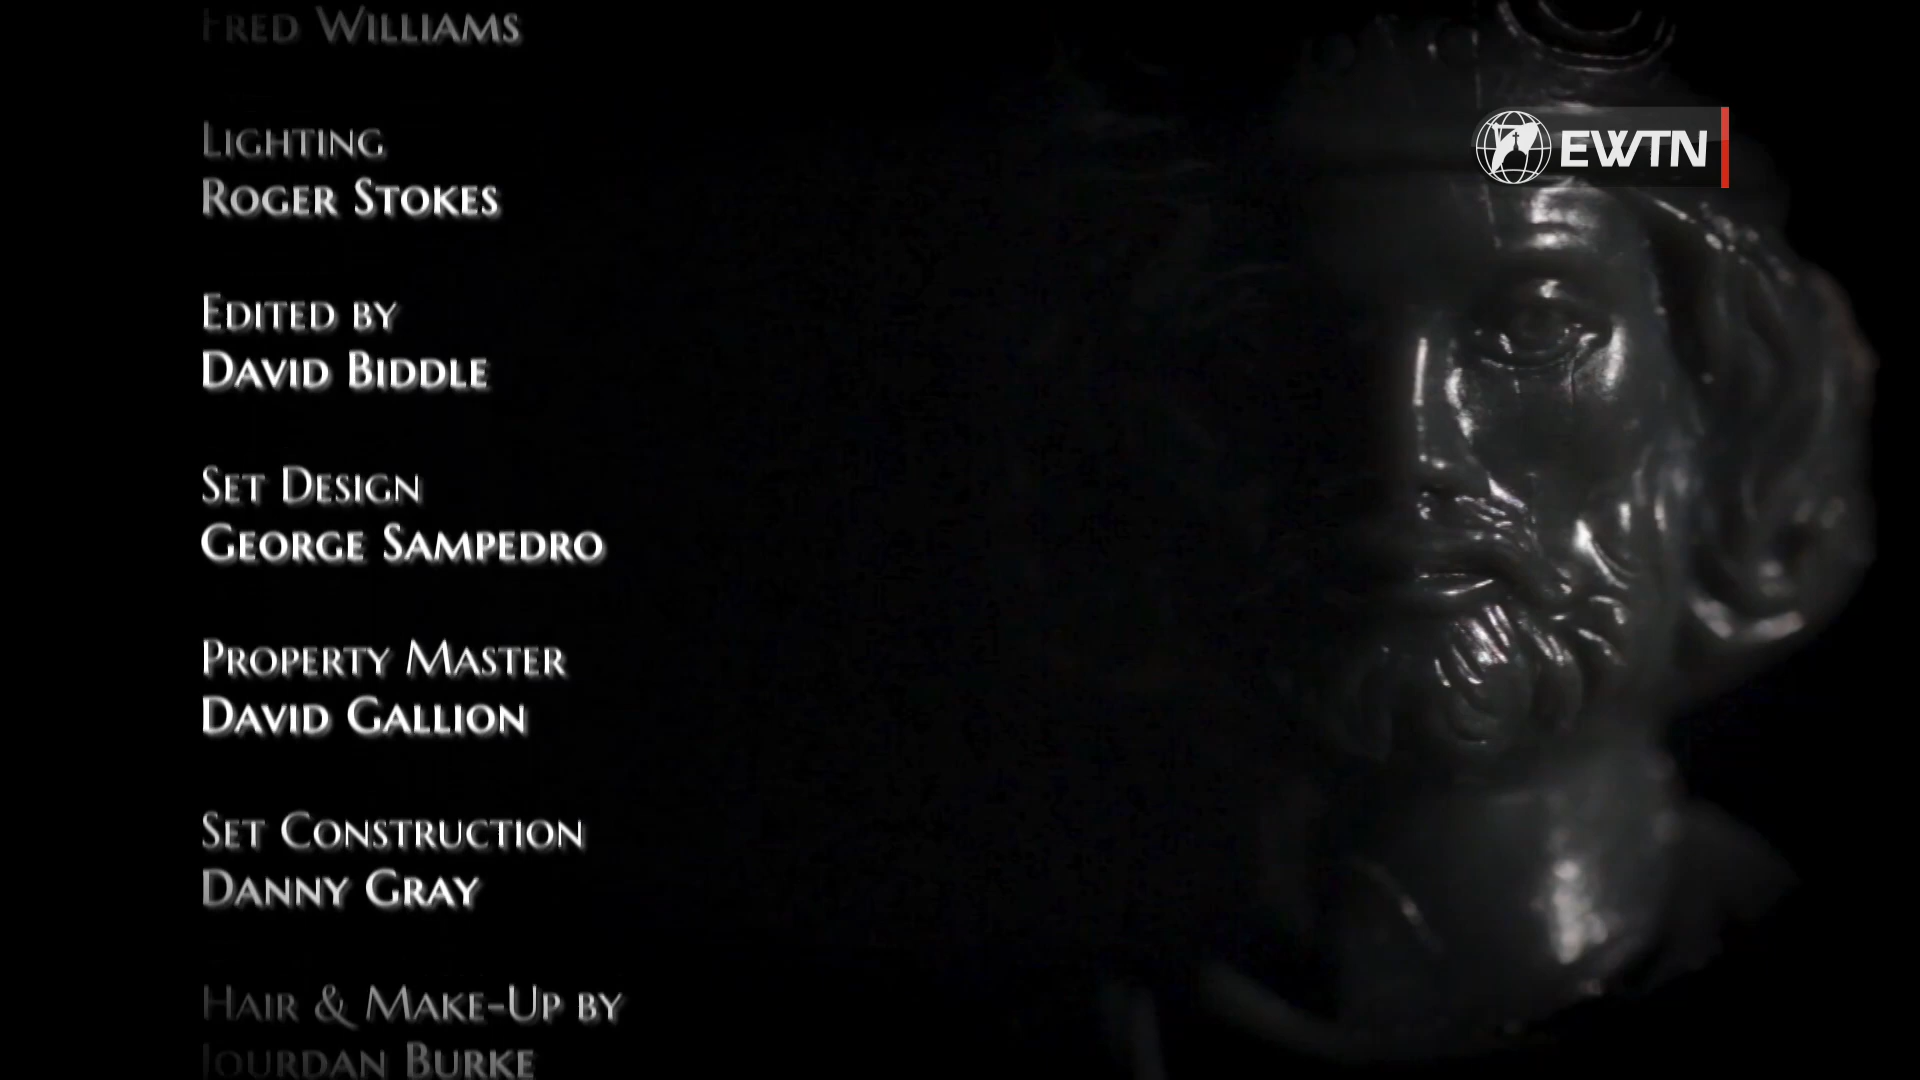 Fred Williams
Lighting
Roger Stokes
EWTN
Edited by
David Biddle
Set Design
George Sampedro
Property Master
David Gallion
Set Construction
Danny Gray
Hair & Make-Up by
Jourdan Burke